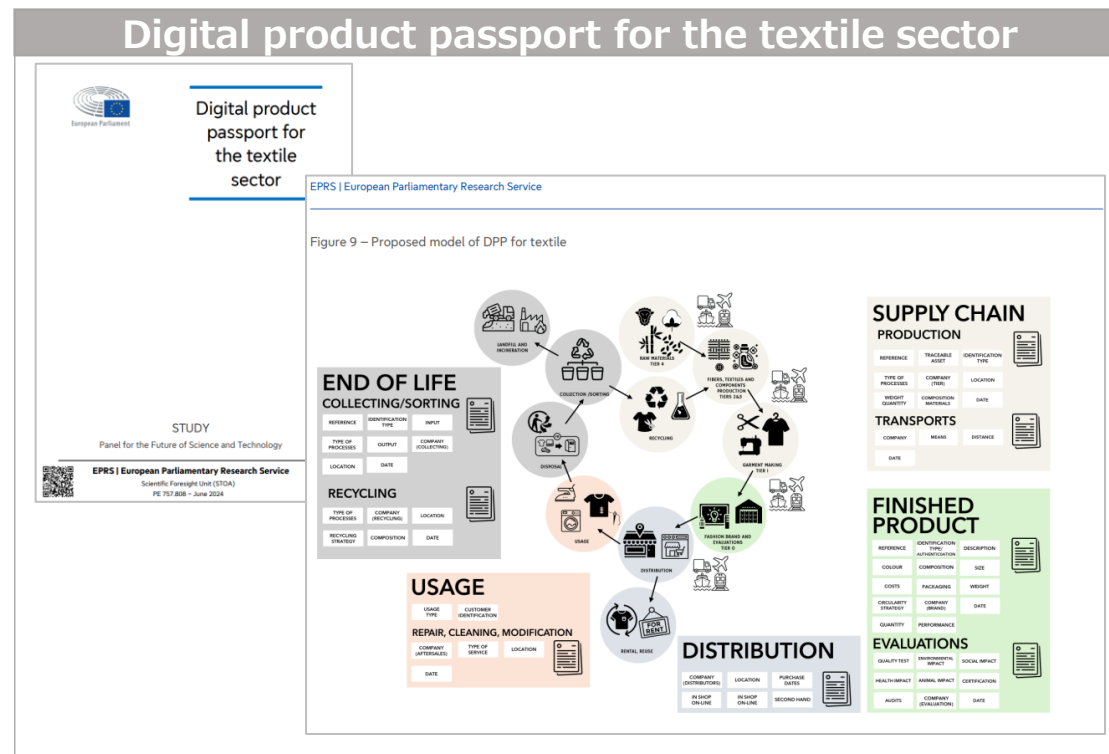 Digital product passport for the textile sector
European Parliament
Digital product
passport for
the textile
sector
STUDY
Panel for the Future of Science and Technology
EPRS | European Parliamentary Research Service
Scientific Foresight Unit (STOA)
PE 757.808 – June 2024
EPRS | European Parliamentary Research Service
Figure 9 – Proposed model of DPP for textile
LANDFILL AND
INCINERATION
COLLECTION /SORTING
RAW MATERIALS
TIER 4
FIBERS, TEXTILES AND
COMPONENTS
PRODUCTION
TIERS 2&3
RECYCLING
DISPOSAL
GARMENT MAKING
TIER 1
USAGE
DISTRIBUTION
FASHION BRAND AND
EVALUATIONS
TIER 0
FOR
RENT
RENTAL, REUSE
END OF LIFE
COLLECTING/SORTING
REFERENCE
IDENTIFICATION
TYPE
INPUT
TYPE OF
PROCESSES
OUTPUT
COMPANY
(COLLECTING)
LOCATION
DATE
RECYCLING
TYPE OF
PROCESSES
COMPANY
(RECYCLING)
LOCATION
RECYCLING
STRATEGY
COMPOSITION
DATE
USAGE
USAGE
TYPE
CUSTOMER
IDENTIFICATION
REPAIR, CLEANING, MODIFICATION
COMPANY
(AFTERSALES)
TYPE OF
SERVICE
LOCATION
DATE
DISTRIBUTION
COMPANY
(DISTRIBUTORS)
LOCATION
PURCHASE
DATES
IN SHOP
ON-LINE
IN SHOP
ON-LINE
SECOND HAND
SUPPLY CHAIN
PRODUCTION
REFERENCE
TRACEABLE
ASSET
IDENTIFICATION
TYPE
TYPE OF
PROCESSES
COMPANY
(TIER)
LOCATION
WEIGHT
QUANTITY
COMPOSITION
MATERIALS
DATE
TRANSPORTS
COMPANY
MEANS
DISTANCE
DATE
FINISHED
PRODUCT
REFERENCE
IDENTIFICATION
TYPE/
AUTHENTICATION
DESCRIPTION
COLOUR
COMPOSITION
SIZE
COSTS
PACKAGING
WEIGHT
CIRCULARITY
STRATEGY
COMPANY
(BRAND)
DATE
QUANTITY
PERFORMANCE
EVALUATIONS
QUALITY TEST
ENVIRONMENTAL
IMPACT
SOCIAL IMPACT
HEALTH IMPACT
ANIMAL IMPACT
CERTIFICATION
AUDITS
COMPANY
(EVALUATION)
DATE